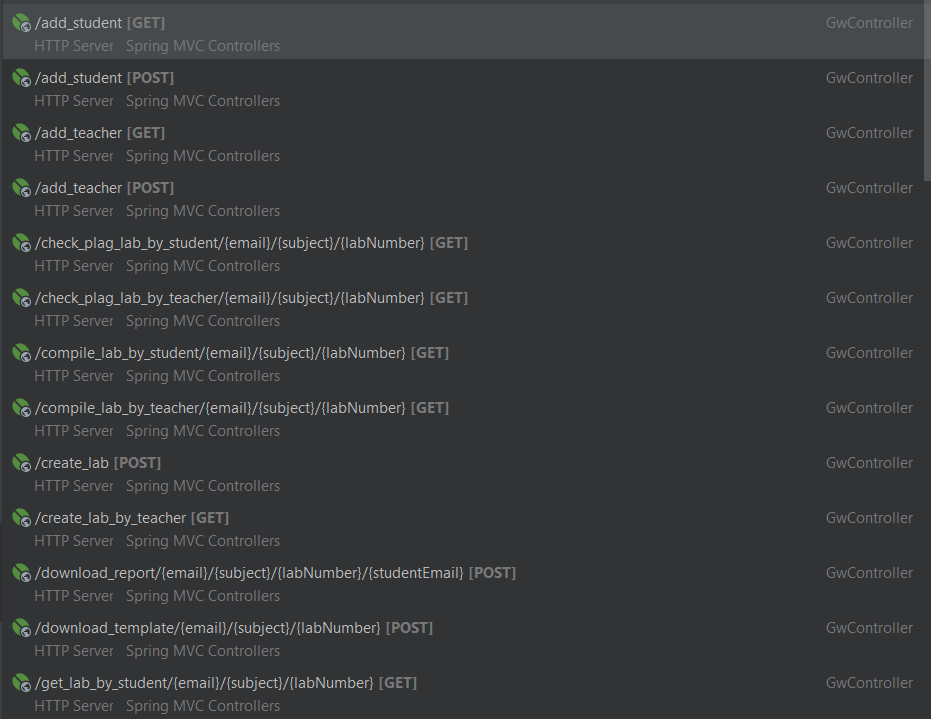 /add_student [GET] GwController
HTTP Server Spring MVC Controllers
/add_student [POST] GwController
HTTP Server Spring MVC Controllers
/add_teacher [GET] GwController
HTTP Server Spring MVC Controllers
/add_teacher [POST] GwController
HTTP Server Spring MVC Controllers
/check_plag_lab_by_student/{email}/{subject}/{labNumber} [GET] GwController
HTTP Server Spring MVC Controllers
/check_plag_lab_by_teacher/{email}/{subject}/{labNumber} [GET] GwController
HTTP Server Spring MVC Controllers
/compile_lab_by_student/{email}/{subject}/{labNumber} [GET] GwController
HTTP Server Spring MVC Controllers
/compile_lab_by_teacher/{email}/{subject}/{labNumber} [GET] GwController
HTTP Server Spring MVC Controllers
/create_lab [POST] GwController
HTTP Server Spring MVC Controllers
/create_lab_by_teacher [GET] GwController
HTTP Server Spring MVC Controllers
/download_report/{email}/{subject}/{labNumber}/{studentEmail} [POST] GwController
HTTP Server Spring MVC Controllers
/download_template/{email}/{subject}/{labNumber} [POST] GwController
HTTP Server Spring MVC Controllers
/get_lab_by_student/{email}/{subject}/{labNumber} [GET] GwController
HTTP Server Spring MVC Controllers